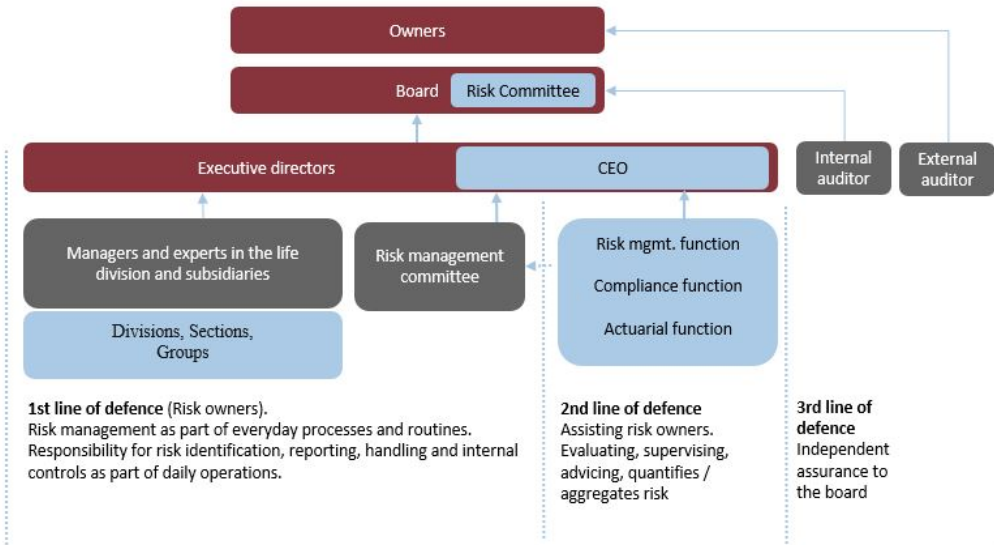 Owners
Board
Risk Committee
Executive directors
CEO
Internal
auditor
External
auditor
Managers and experts in the life
division and subsidiaries
Risk management
committee
Risk mgmt. function
Compliance function
Actuarial function
Divisions, Sections,
Groups
1st line of defence (Risk owners).
Risk management as part of everyday processes and routines.
Responsibility for risk identification, reporting, handling and internal
controls as part of daily operations.
2nd line of defence
Assisting risk owners.
Evaluating, supervising,
advicing, quantifies /
aggregates risk
3rd line of
defence
Independent
assurance to
the board